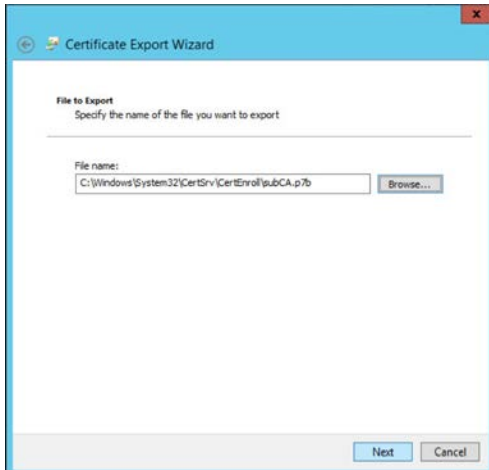 Certificate Export Wizard
File to Export
Specify the name of the file you want to export
File name:
C:\Windows\System32\CertSrv\CertEnroll\subCA.p7b
Browse...
Next
Cancel